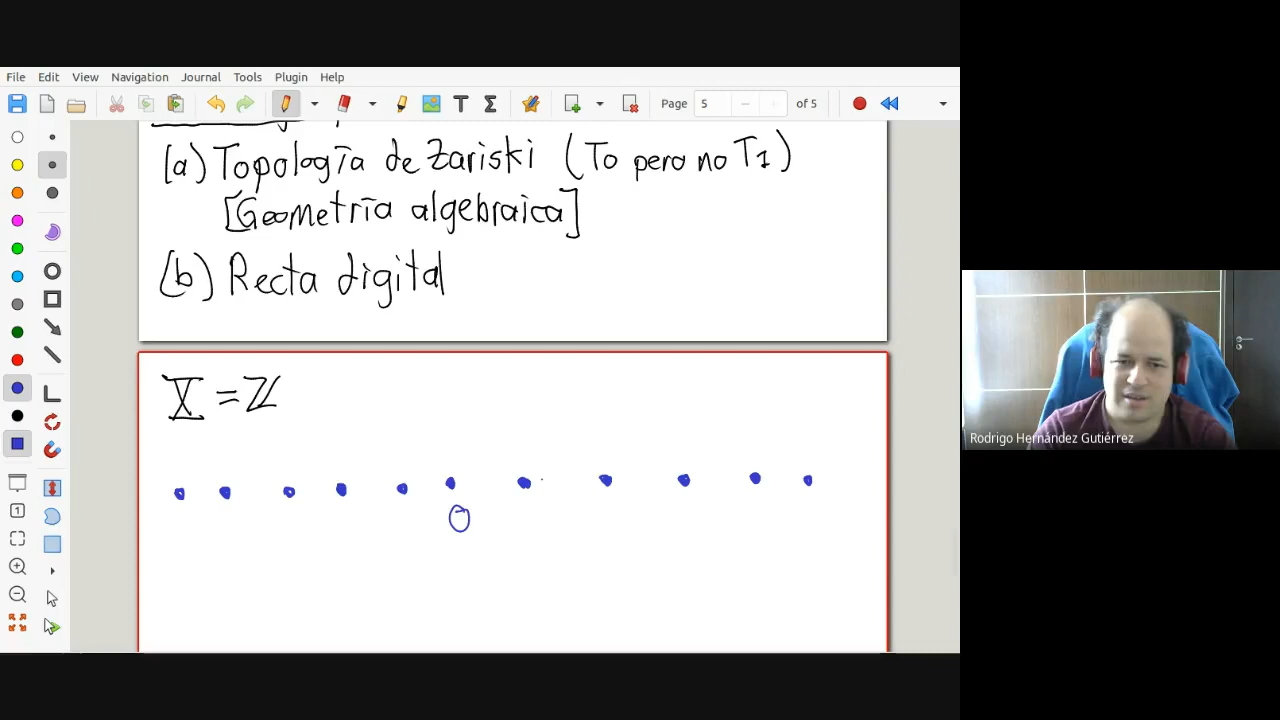 File Edit View Navigation Journal Tools Plugin Help
Page 5 of 5
(a) Topología de Zariski (T0 pero no T1)
[Geometría algebraica]
(b) Recta digital
X = ℤ
0
Rodrigo Hernández Gutiérrez